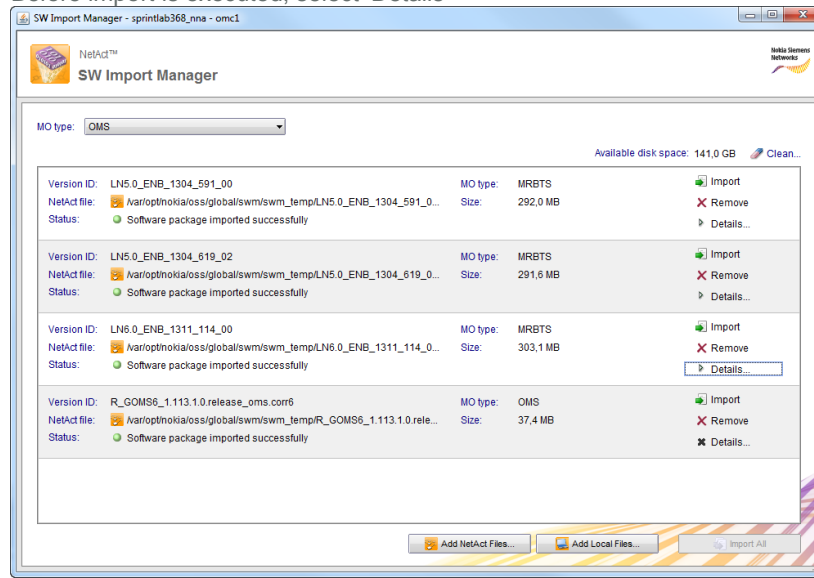 Before import is executed, select 'Details'
SW Import Manager - sprintlab368_nna - omc1
NetAct™
SW Import Manager
Nokia Siemens
Networks
MO type: OMS
Available disk space: 141,0 GB Clean...
Version ID: LN5.0_ENB_1304_591_00 MO type: MRBTS Import
NetAct file: /var/opt/nokia/oss/global/swm/swm_temp/LN5.0_ENB_1304_591_0... Size: 292,0 MB Remove
Status: Software package imported successfully Details...
Version ID: LN5.0_ENB_1304_619_02 MO type: MRBTS Import
NetAct file: /var/opt/nokia/oss/global/swm/swm_temp/LN5.0_ENB_1304_619_0... Size: 291,6 MB Remove
Status: Software package imported successfully Details...
Version ID: LN6.0_ENB_1311_114_00 MO type: MRBTS Import
NetAct file: /var/opt/nokia/oss/global/swm/swm_temp/LN6.0_ENB_1311_114_0... Size: 303,1 MB Remove
Status: Software package imported successfully Details...
Version ID: R_GOMS6_1.113.1.0.release_oms.corr6 MO type: OMS Import
NetAct file: /var/opt/nokia/oss/global/swm/swm_temp/R_GOMS6_1.113.1.0.rele... Size: 37,4 MB Remove
Status: Software package imported successfully Details...
Add NetAct Files... Add Local Files... Import All